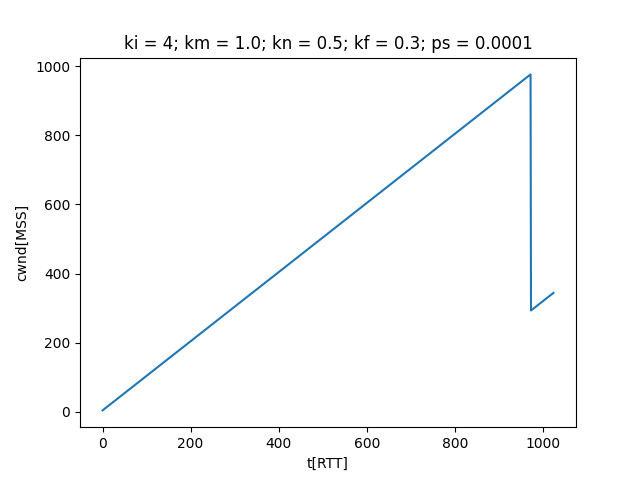 ki = 4; km = 1.0; kn = 0.5; kf = 0.3; ps = 0.0001
1000
800
600
400
200
0
cwnd[MSS]
0 200 400 600 800 1000
t[RTT]